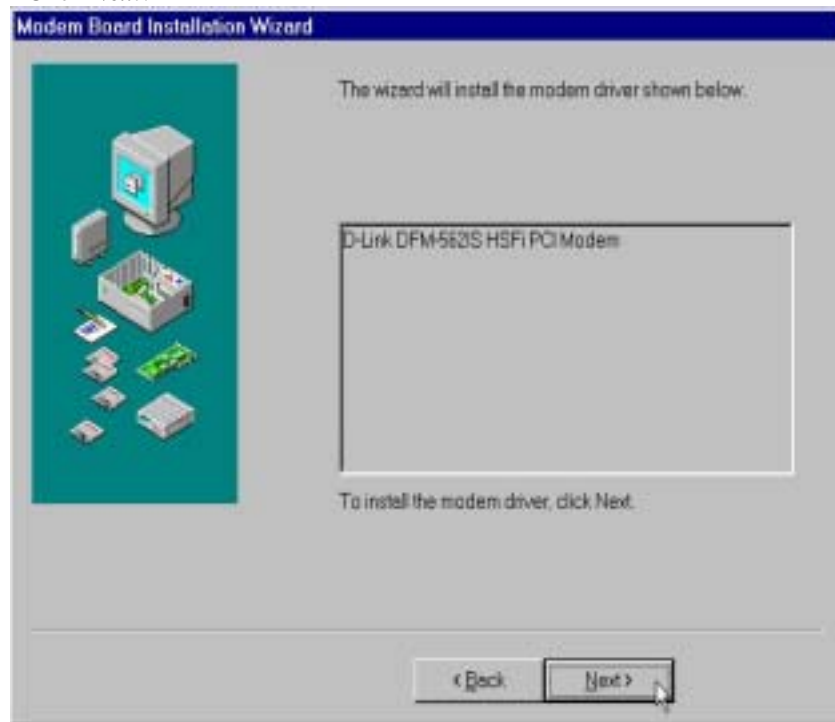 Modem Board Installation Wizard
The wizard will install the modem driver shown below.
D-Link DFM-562IS HSFi PCI Modem
To install the modem driver, click Next.
< Back Next >